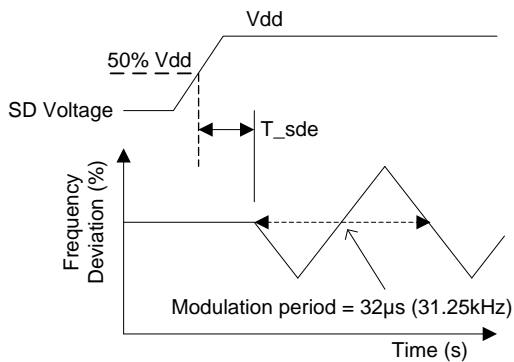 Vdd
50% Vdd
SD Voltage
T_sde
Frequency
Deviation (%)
Modulation period = 32µs (31.25kHz)
Time (s)